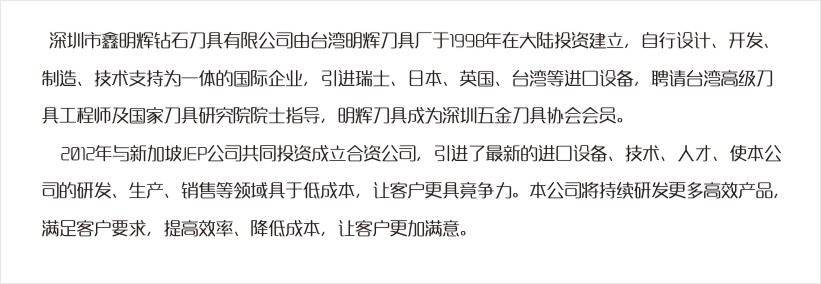 深圳市鑫明辉钻石刀具有限公司由台湾明辉刀具厂于1998年在大陆投资建立，自行设计、开发、
制造、技术支持为一体的国际企业，引进瑞士、日本、英国、台湾等进口设备，聘请台湾高级刀
具工程师及国家刀具研究院院士指导，明辉刀具成为深圳五金刀具协会会员。
2012年与新加坡JEP公司共同投资成立合资公司，引进了最新的进口设备、技术、人才、使本公
司的研发、生产、销售等领域具于低成本，让客户更具竞争力。本公司将持续研发更多高效产品，
满足客户要求，提高效率、降低成本，让客户更加满意。